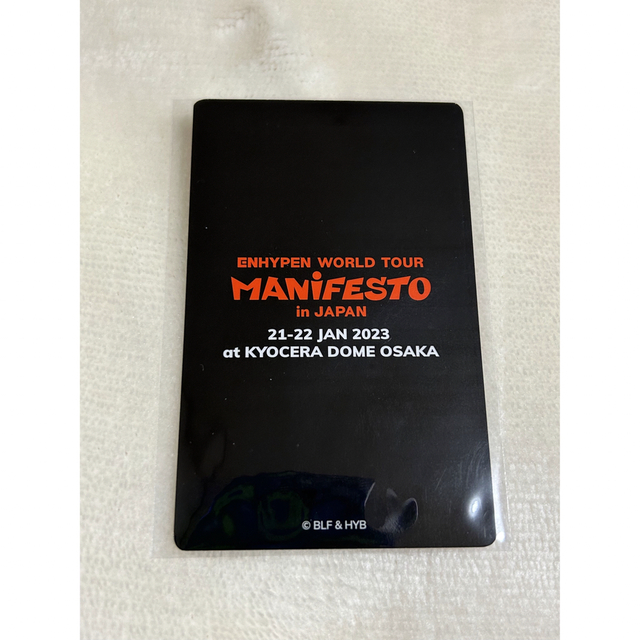 ENHYPEN WORLD TOUR
MANiFESTO
in JAPAN
21-22 JAN 2023
at KYOCERA DOME OSAKA
© BLF & HYB